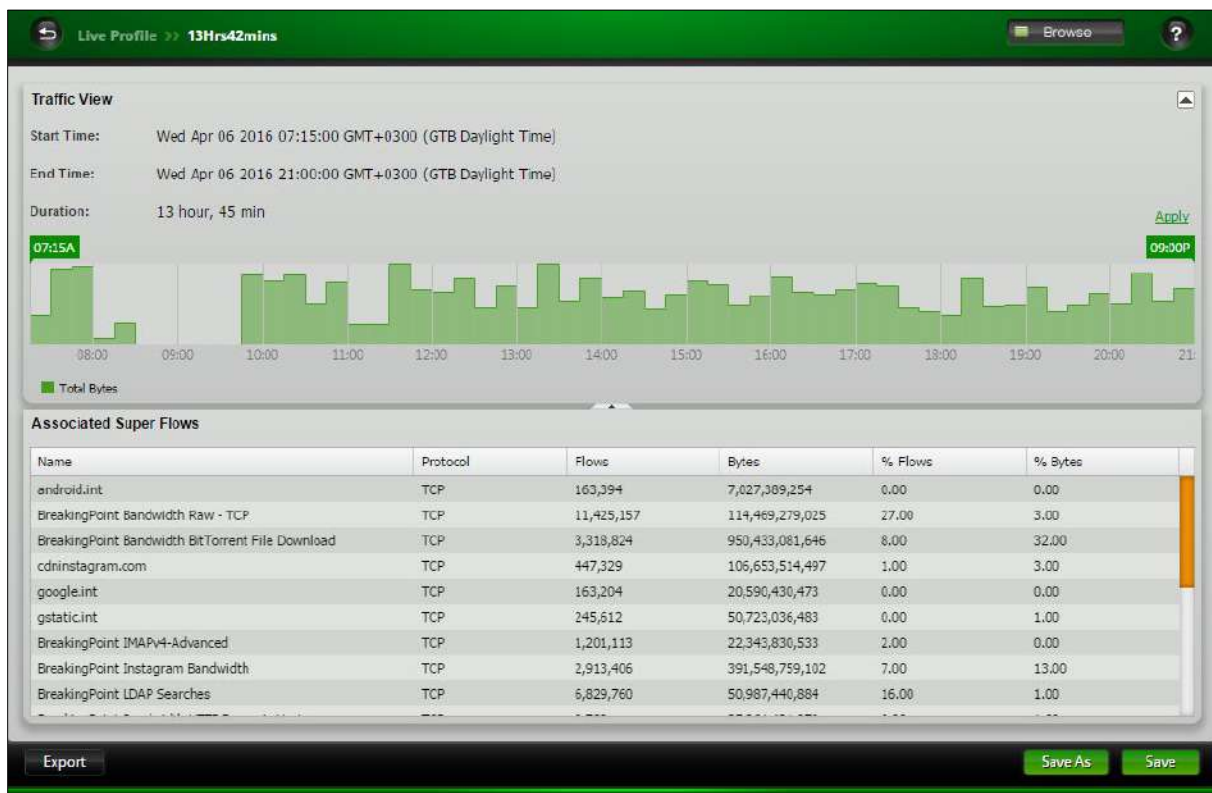 Live Profile >> 13Hrs42mins
Browse
?
Traffic View
Start Time: Wed Apr 06 2016 07:15:00 GMT+0300 (GTB Daylight Time)
End Time: Wed Apr 06 2016 21:00:00 GMT+0300 (GTB Daylight Time)
Duration: 13 hour, 45 min
Apply
07:15A 09:00P
08:00 09:00 10:00 11:00 12:00 13:00 14:00 15:00 16:00 17:00 18:00 19:00 20:00 21:
Total Bytes
Associated Super Flows
Name Protocol Flows Bytes % Flows % Bytes
android.int TCP 163,394 7,027,389,254 0.00 0.00
BreakingPoint Bandwidth Raw - TCP TCP 11,425,157 114,469,279,025 27.00 3.00
BreakingPoint Bandwidth BitTorrent File Download TCP 3,318,824 950,433,081,646 8.00 32.00
cdninstagram.com TCP 447,329 106,653,514,497 1.00 3.00
google.int TCP 163,204 20,590,430,473 0.00 0.00
gstatic.int TCP 245,612 50,723,036,483 0.00 1.00
BreakingPoint IMAPv4-Advanced TCP 1,201,113 22,343,830,533 2.00 0.00
BreakingPoint Instagram Bandwidth TCP 2,913,406 391,548,759,102 7.00 13.00
BreakingPoint LDAP Searches TCP 6,829,760 50,987,440,884 16.00 1.00
Export
Save As
Save